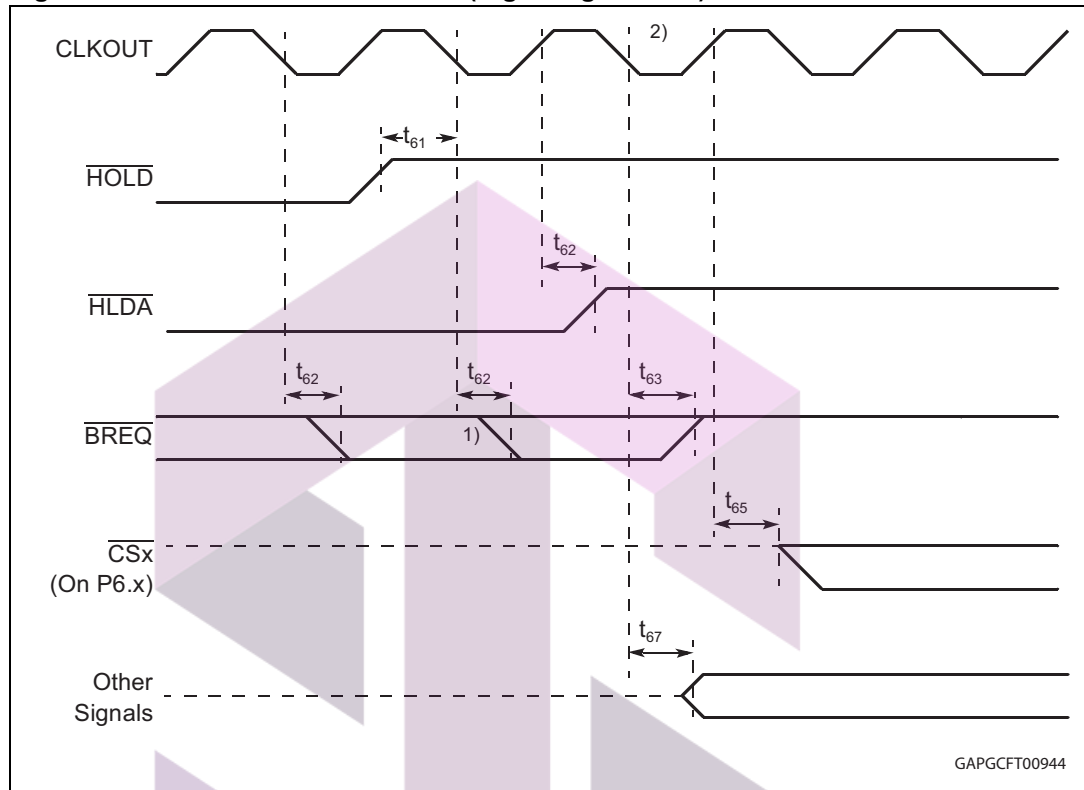 CLKOUT
2)
t61
HOLD
t62
HLDA
t62
t62
t63
BREQ
1)
t65
CSx
(On P6.x)
t67
Other
Signals
GAPGCFT00944